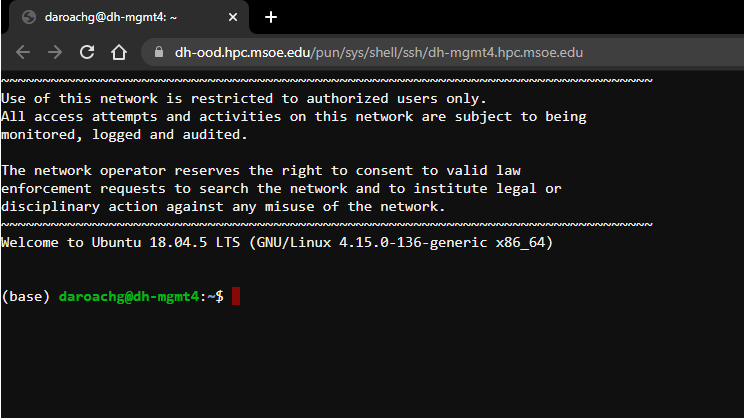 daroachg@dh-mgmt4: ~
dh-ood.hpc.msoe.edu/pun/sys/shell/ssh/dh-mgmt4.hpc.msoe.edu
~~~~~~~~~~~~~~~~~~~~~~~~~~~~~~~~~~~~~~~~~~~~~~~~~~~~~~~~~~~~~~~~~~~~~~~~~~~~~~
Use of this network is restricted to authorized users only.
All access attempts and activities on this network are subject to being
monitored, logged and audited.
The network operator reserves the right to consent to valid law
enforcement requests to search the network and to institute legal or
disciplinary action against any misuse of the network.
~~~~~~~~~~~~~~~~~~~~~~~~~~~~~~~~~~~~~~~~~~~~~~~~~~~~~~~~~~~~~~~~~~~~~~~~~~~~~~
Welcome to Ubuntu 18.04.5 LTS (GNU/Linux 4.15.0-136-generic x86_64)
(base) daroachg@dh-mgmt4:~$